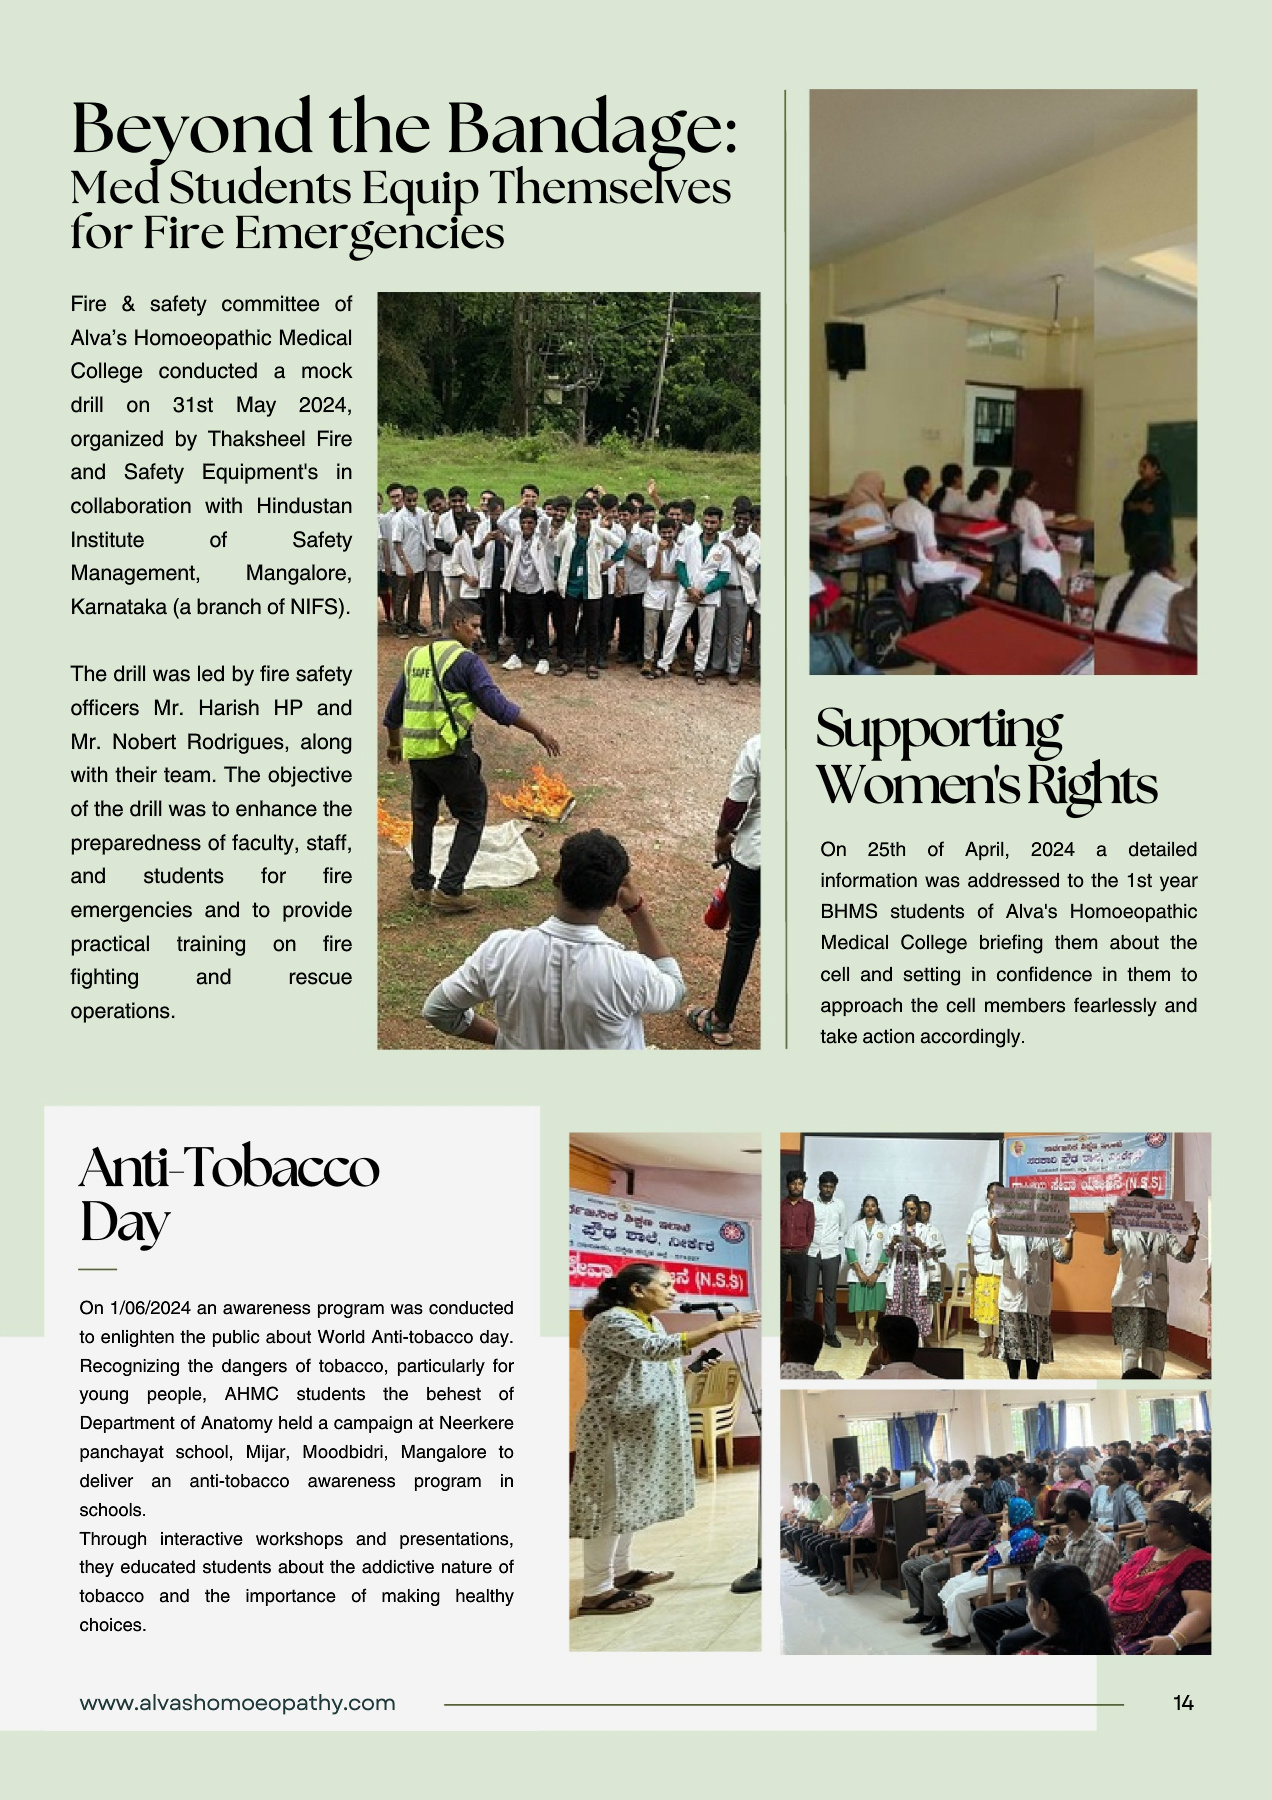 Beyond the Bandage:
Med Students Equip Themselves
for Fire Emergencies
Fire & safety committee of
Alva’s Homoeopathic Medical
College conducted a mock
drill on 31st May 2024,
organized by Thaksheel Fire
and Safety Equipment's in
collaboration with Hindustan
Institute of Safety
Management, Mangalore,
Karnataka (a branch of NIFS).
The drill was led by fire safety
officers Mr. Harish HP and
Mr. Nobert Rodrigues, along
with their team. The objective
of the drill was to enhance the
preparedness of faculty, staff,
and students for fire
emergencies and to provide
practical training on fire
fighting and rescue
operations.
SAFE
Supporting
Women's Rights
On 25th of April, 2024 a detailed
information was addressed to the 1st year
BHMS students of Alva's Homoeopathic
Medical College briefing them about the
cell and setting in confidence in them to
approach the cell members fearlessly and
take action accordingly.
Anti-Tobacco
Day
On 1/06/2024 an awareness program was conducted
to enlighten the public about World Anti-tobacco day.
Recognizing the dangers of tobacco, particularly for
young people, AHMC students the behest of
Department of Anatomy held a campaign at Neerkere
panchayat school, Mijar, Moodbidri, Mangalore to
deliver an anti-tobacco awareness program in
schools.
Through interactive workshops and presentations,
they educated students about the addictive nature of
tobacco and the importance of making healthy
choices.
ಶಿಕ್ಷಣ ಇಲಾಖೆ
ಪ್ರೌಢ ಶಾಲೆ, ನೀರ್ಕೆರೆ
ಸೇವಾ ಯೋಜನೆ (N.S.S)
ಸಾರ್ವಜನಿಕ ಶಿಕ್ಷಣ ಇಲಾಖೆ
ಸರಕಾರಿ ಪ್ರೌಢ ಶಾಲೆ, ನೀರ್ಕೆರೆ
ಸೇವಾ ಯೋಜನೆ (N.S.S)
www.alvashomoeopathy.com
14